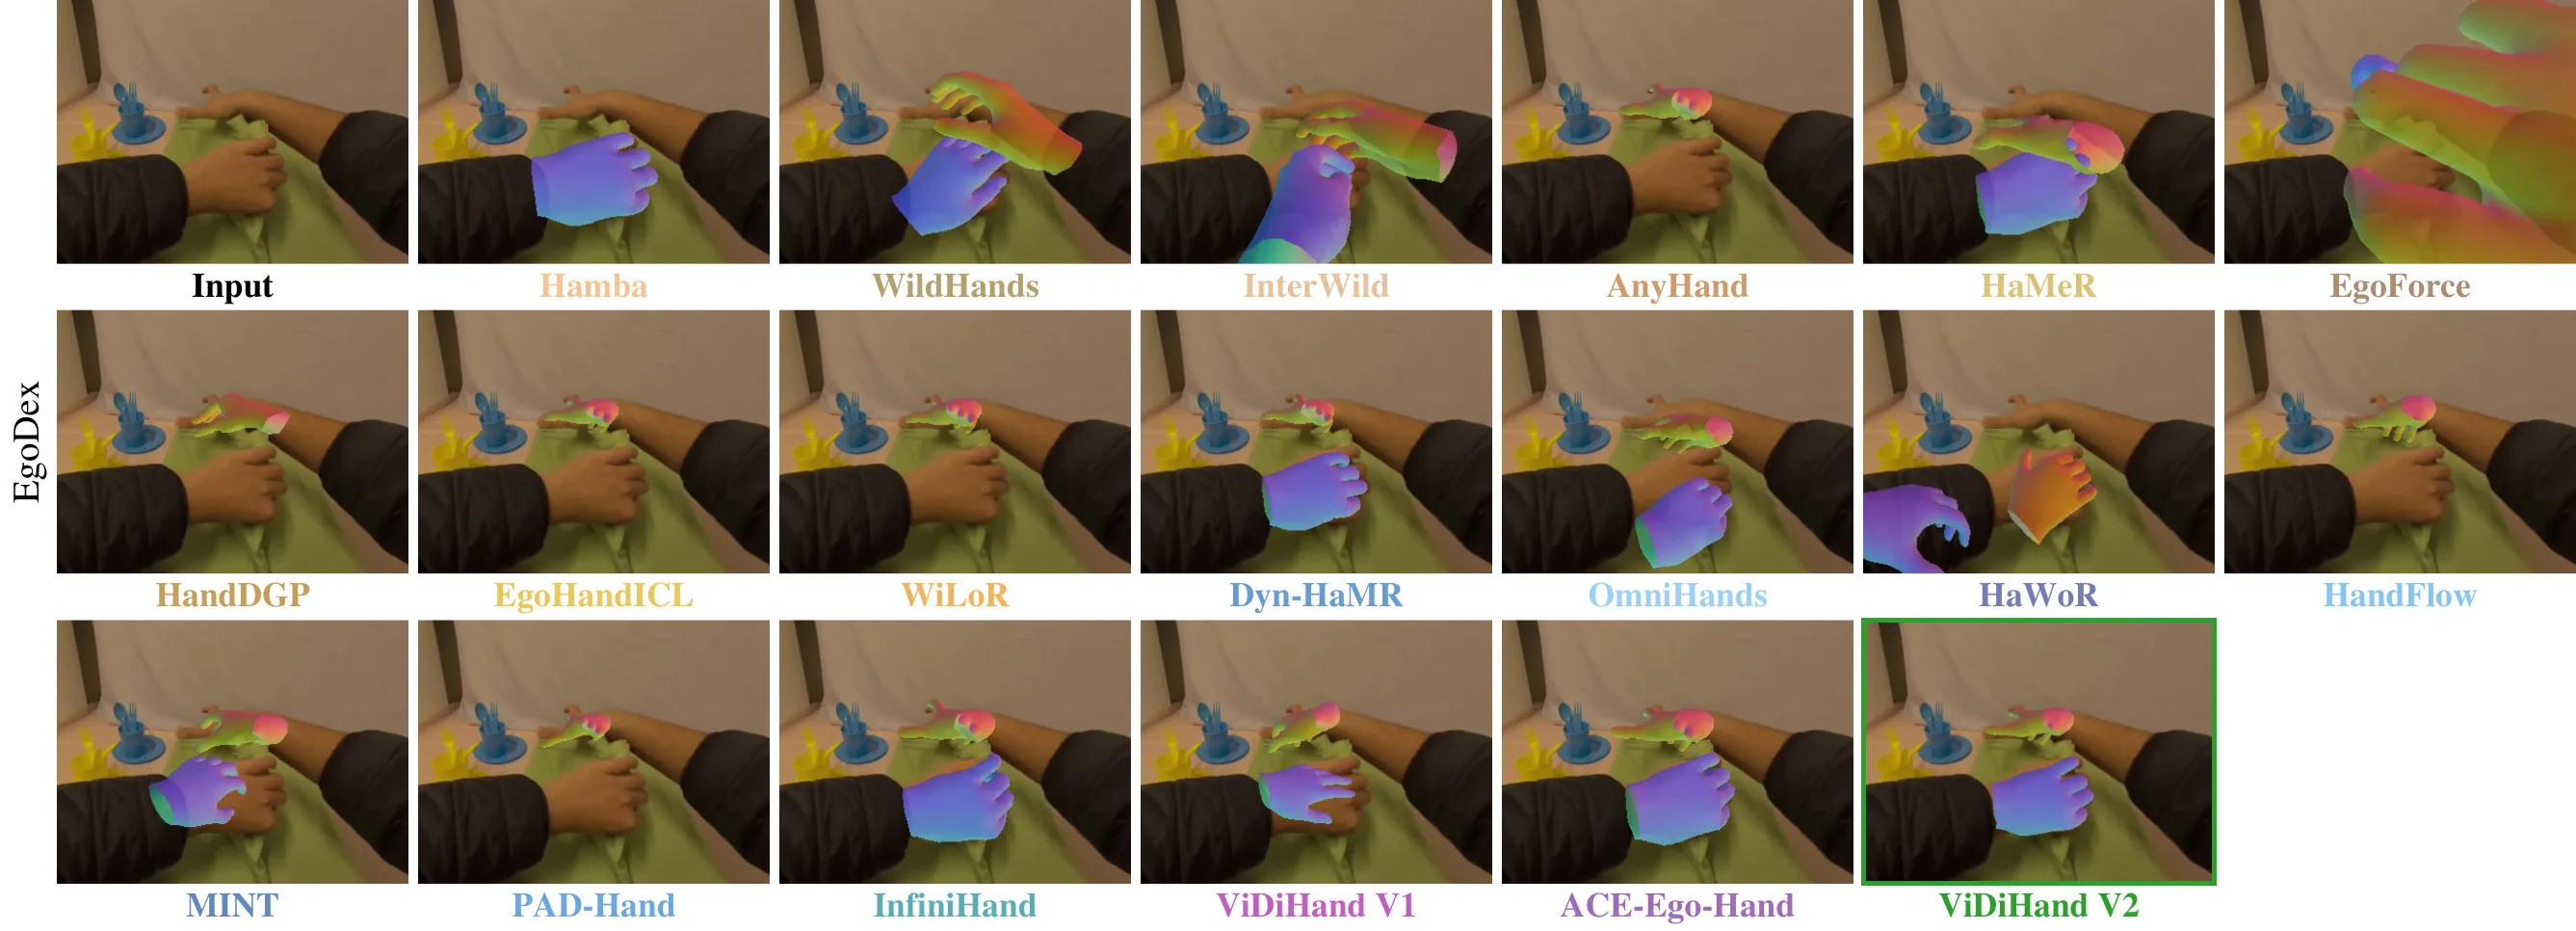 Input
Hamba
WildHands
InterWild
AnyHand
HaMeR
EgoForce
EgoDex
HandDGP
EgoHandICL
WiLoR
Dyn-HaMR
OmniHands
HaWoR
HandFlow
MINT
PAD-Hand
InfiniHand
ViDiHand V1
ACE-Ego-Hand
ViDiHand V2